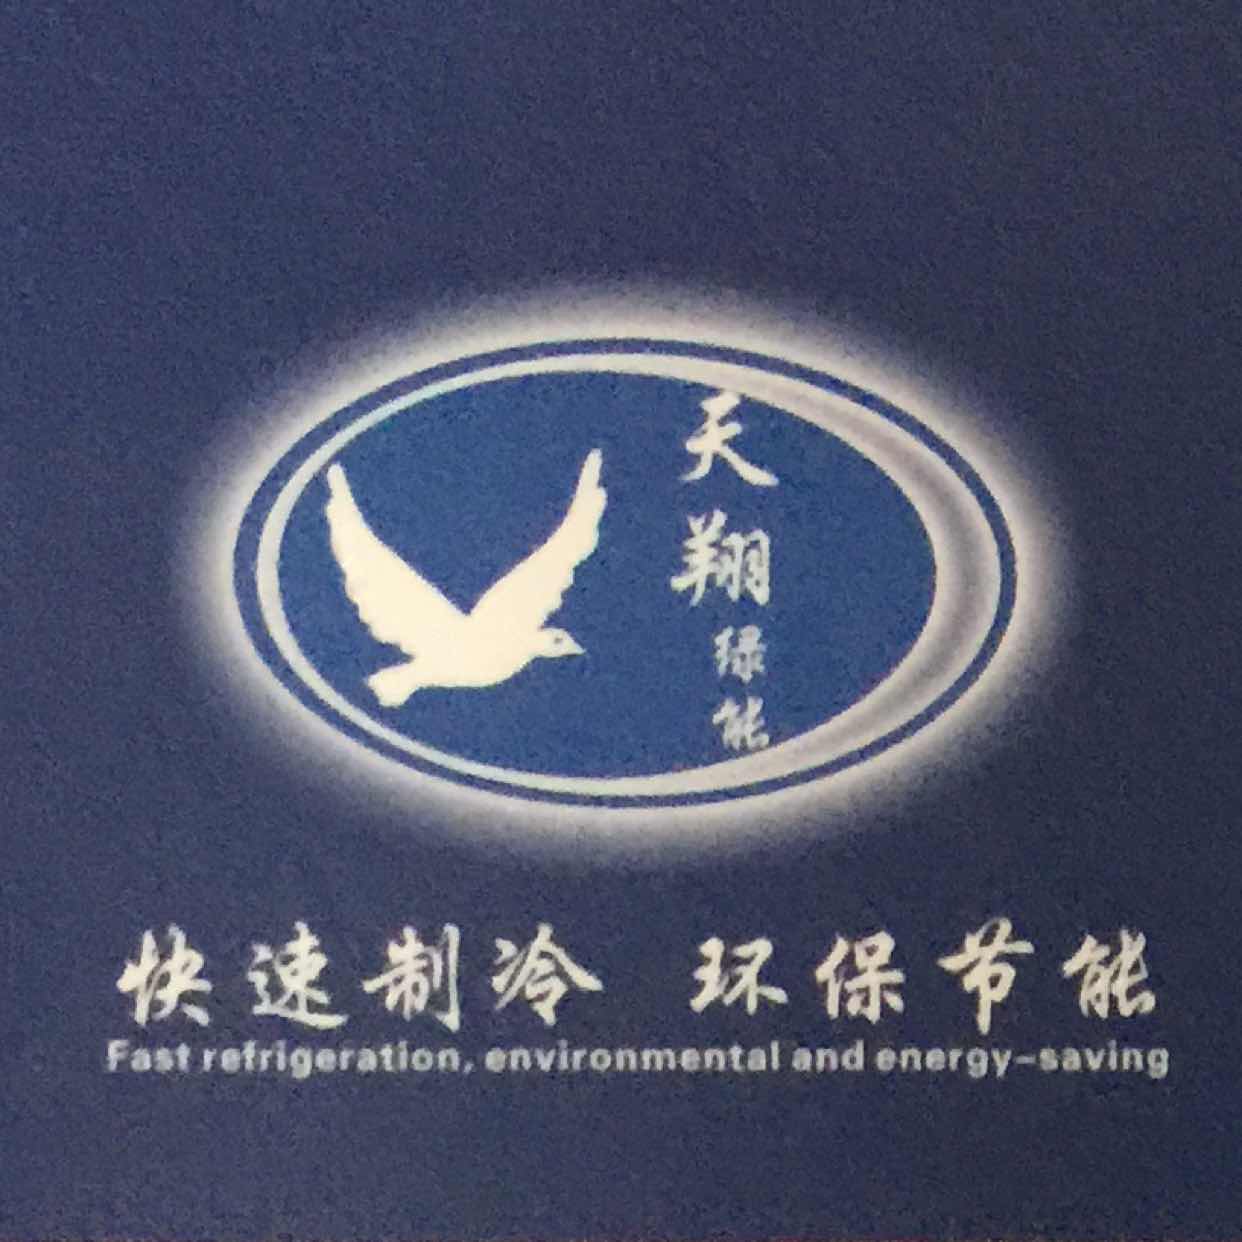 天翔绿能
快速制冷 环保节能
Fast refrigeration, environmental and energy-saving